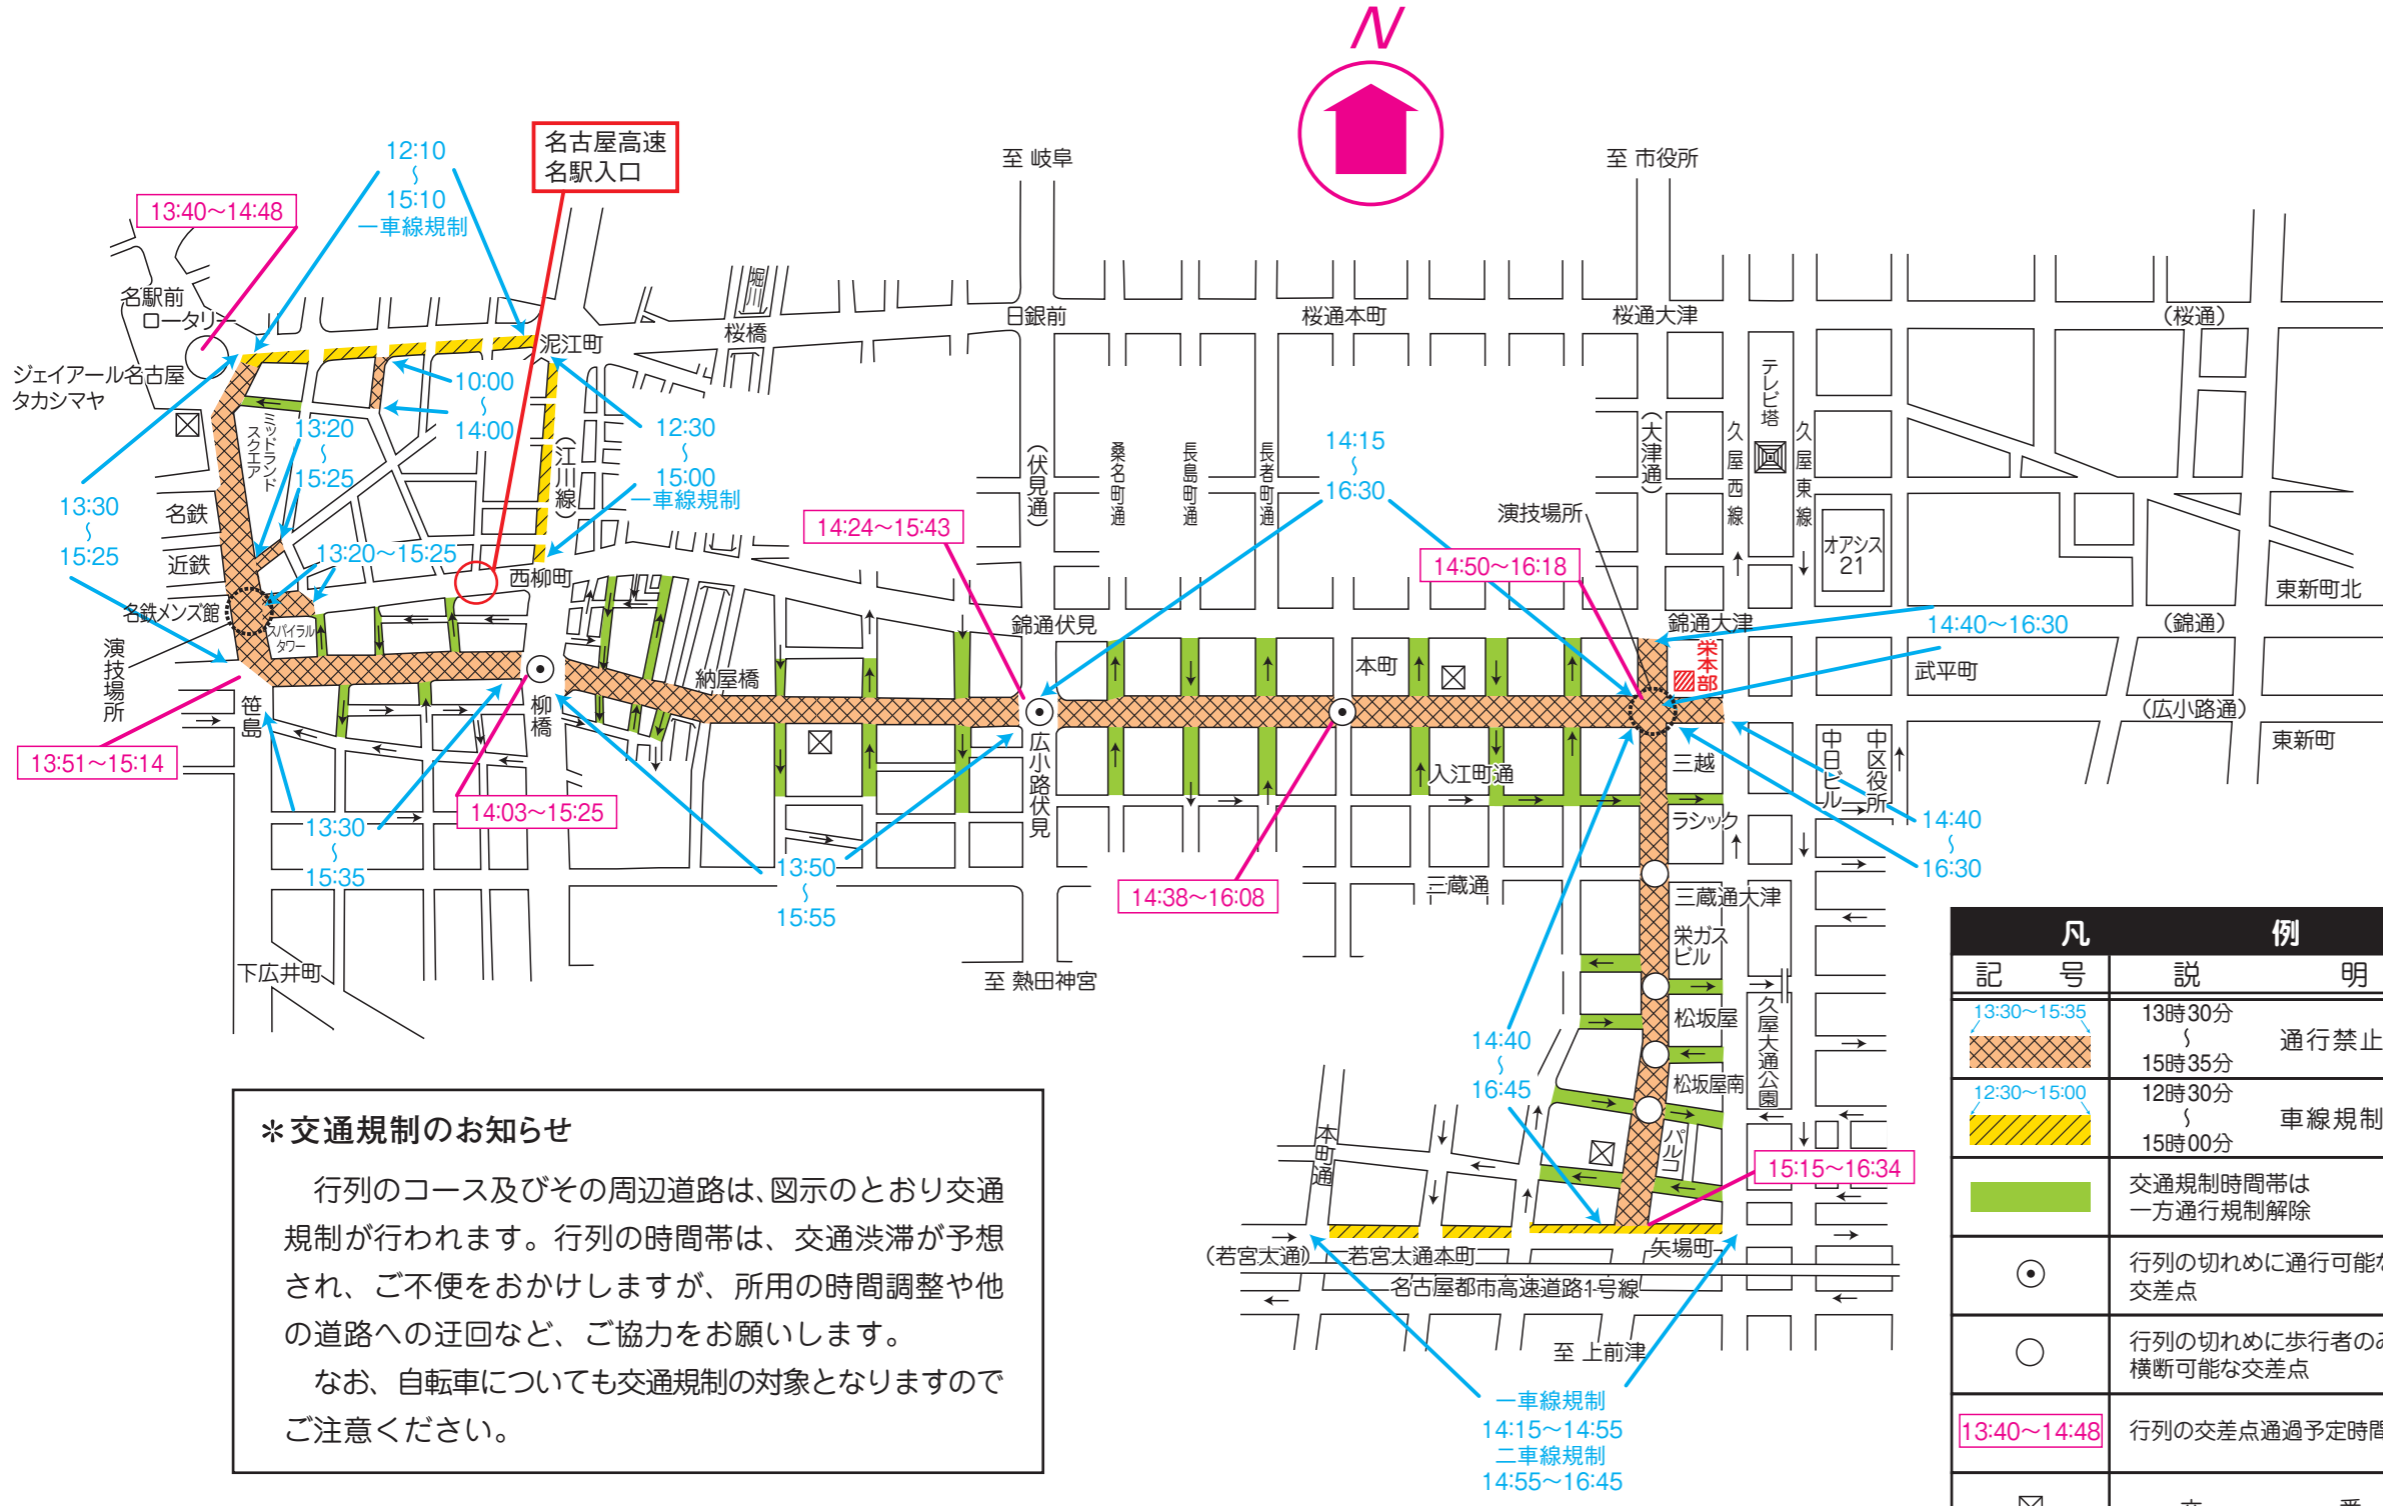 N
名古屋高速
名駅入口
至 岐阜
至 市役所
12:10
〜
15:10
一車線規制
13:40〜14:48
名駅前
ロータリー
堀川
泥江町
桜橋
日銀前
桜通本町
桜通大津
(桜通)
ジェイアール名古屋
タカシマヤ
10:00
〜
14:00
ミッドランド
スクエア
13:20
〜
15:25
(江川線)
12:30
〜
15:00
一車線規制
(伏見通)
桑名町通
長島町通
長者町通
14:15
〜
16:30
(大津通)
久屋西線
テレビ塔
久屋東線
オアシス
21
13:30
〜
15:25
名鉄
近鉄
13:20〜15:25
西柳町
名鉄メンズ館
スパイラル
タワー
演技場所
14:24〜15:43
演技場所
14:50〜16:18
東新町北
錦通伏見
錦通大津
14:40〜16:30
(錦通)
納屋橋
本町
栄本部
武平町
(広小路通)
東新町
笹島
柳橋
広小路伏見
13:51〜15:14
14:03〜15:25
13:30
〜
15:35
13:50
〜
15:55
入江町通
三越
中日ビル
中区役所
ラシック
14:40
〜
16:30
14:38〜16:08
三蔵通
三蔵通大津
栄ガス
ビル
下広井町
至 熱田神宮
松坂屋
久屋大通公園
松坂屋南
14:40
〜
16:45
パルコ
本町通
15:15〜16:34
(若宮大通)
若宮大通本町
矢場町
名古屋都市高速道路1号線
至 上前津
一車線規制
14:15〜14:55
二車線規制
14:55〜16:45
＊交通規制のお知らせ
行列のコース及びその周辺道路は、図示のとおり交通
規制が行われます。行列の時間帯は、交通渋滞が予想
され、ご不便をおかけしますが、所用の時間調整や他
の道路への迂回など、ご協力をお願いします。
なお、自転車についても交通規制の対象となりますので
ご注意ください。
凡 例
記 号 説 明
13:30〜15:35
13時30分
〜
15時35分
通行禁止
12:30〜15:00
12時30分
〜
15時00分
車線規制
交通規制時間帯は
一方通行規制解除
行列の切れめに通行可能な
交差点
行列の切れめに歩行者のみ
横断可能な交差点
13:40〜14:48 行列の交差点通過予定時間